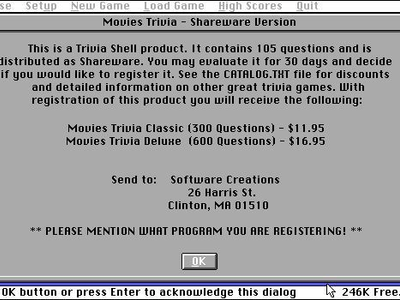 Setup New Game Load Game High Scores Quit
Movies Trivia - Shareware Version
This is a Trivia Shell product. It contains 105 questions and is
distributed as Shareware. You may evaluate it for 30 days and decide
if you would like to register it. See the CATALOG.TXT file for discounts
and detailed information on other great trivia games. With
registration of this product you will receive the following:
Movies Trivia Classic (300 Questions) - $11.95
Movies Trivia Deluxe (600 Questions) - $16.95
Send to: Software Creations
26 Harris St.
Clinton, MA 01510
** PLEASE MENTION WHAT PROGRAM YOU ARE REGISTERING! **
OK
OK button or press Enter to acknowledge this dialog 246K Free.